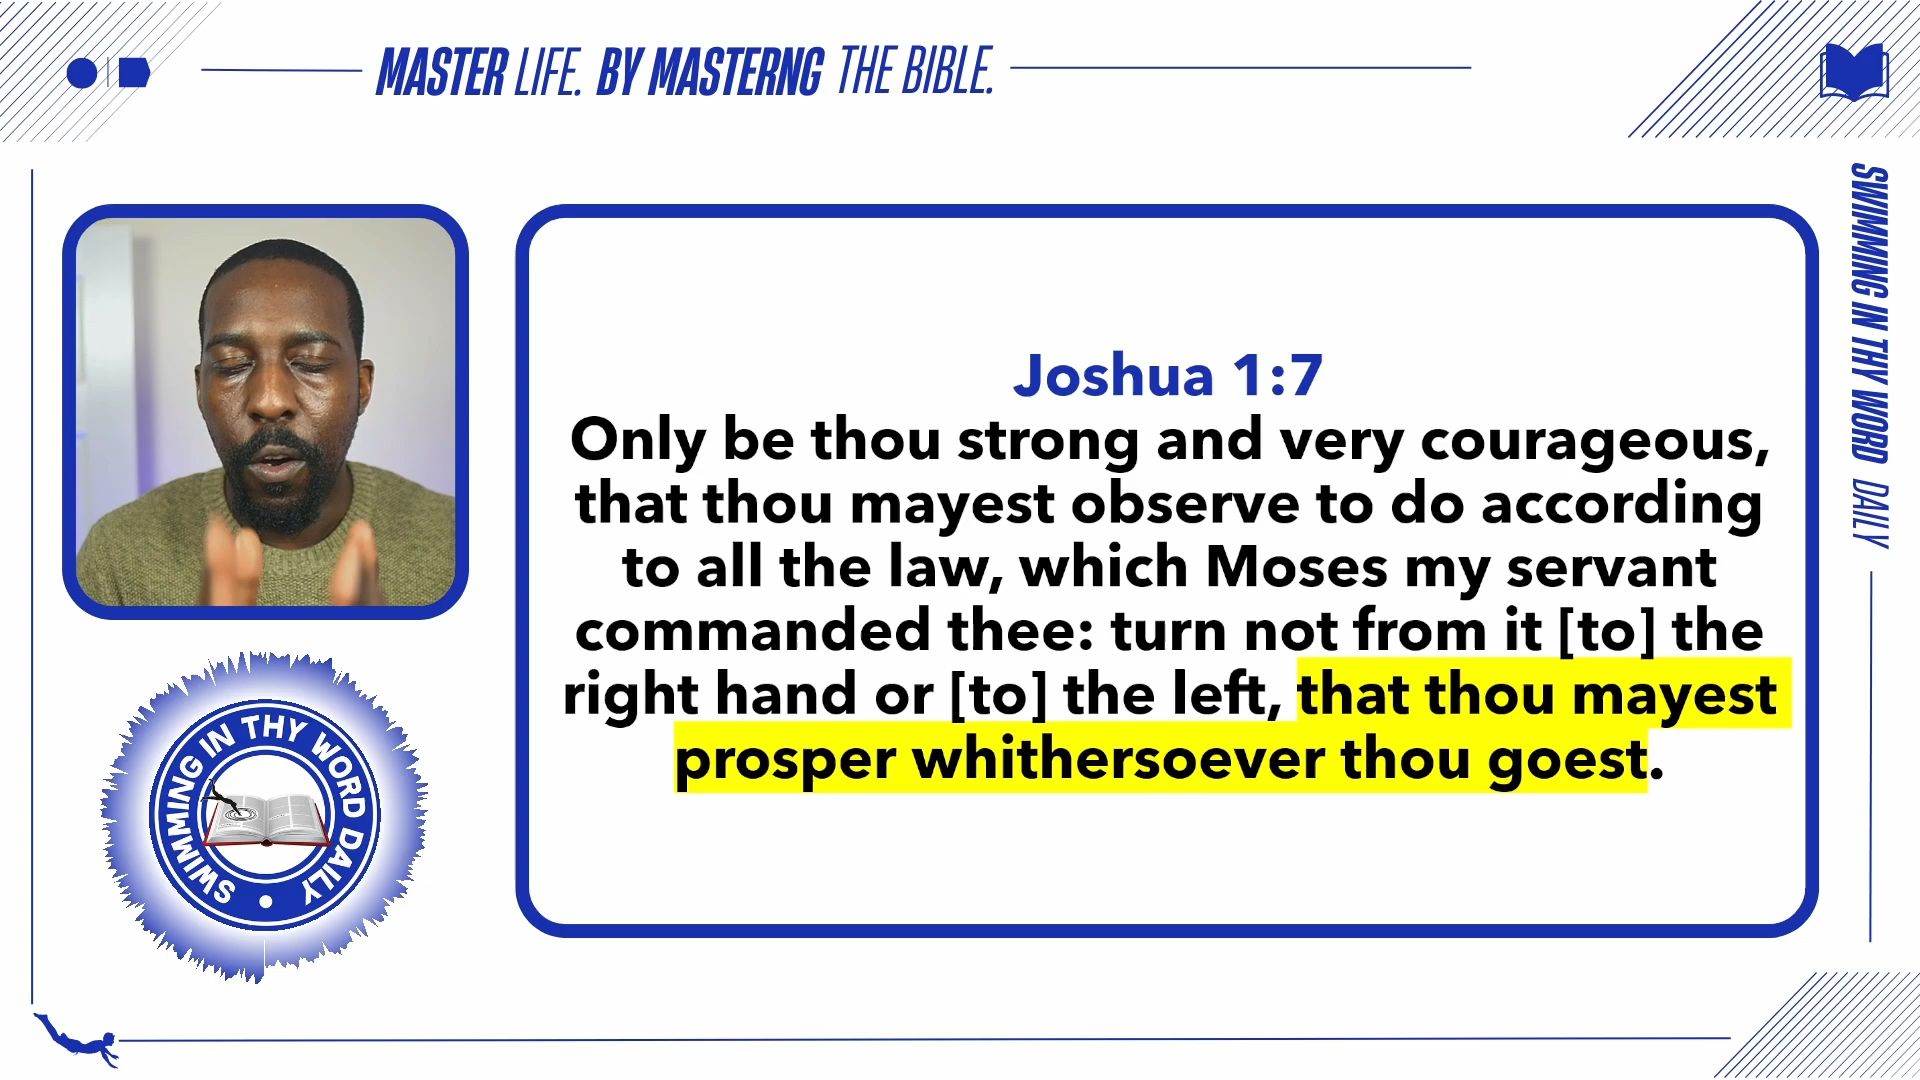 MASTER LIFE. BY MASTERNG THE BIBLE.
SWIMMING IN THY WORD DAILY
Joshua 1:7
Only be thou strong and very courageous,
that thou mayest observe to do according
to all the law, which Moses my servant
commanded thee: turn not from it [to] the
right hand or [to] the left, that thou mayest
prosper whithersoever thou goest.
SWIMMING IN THY WORD DAILY